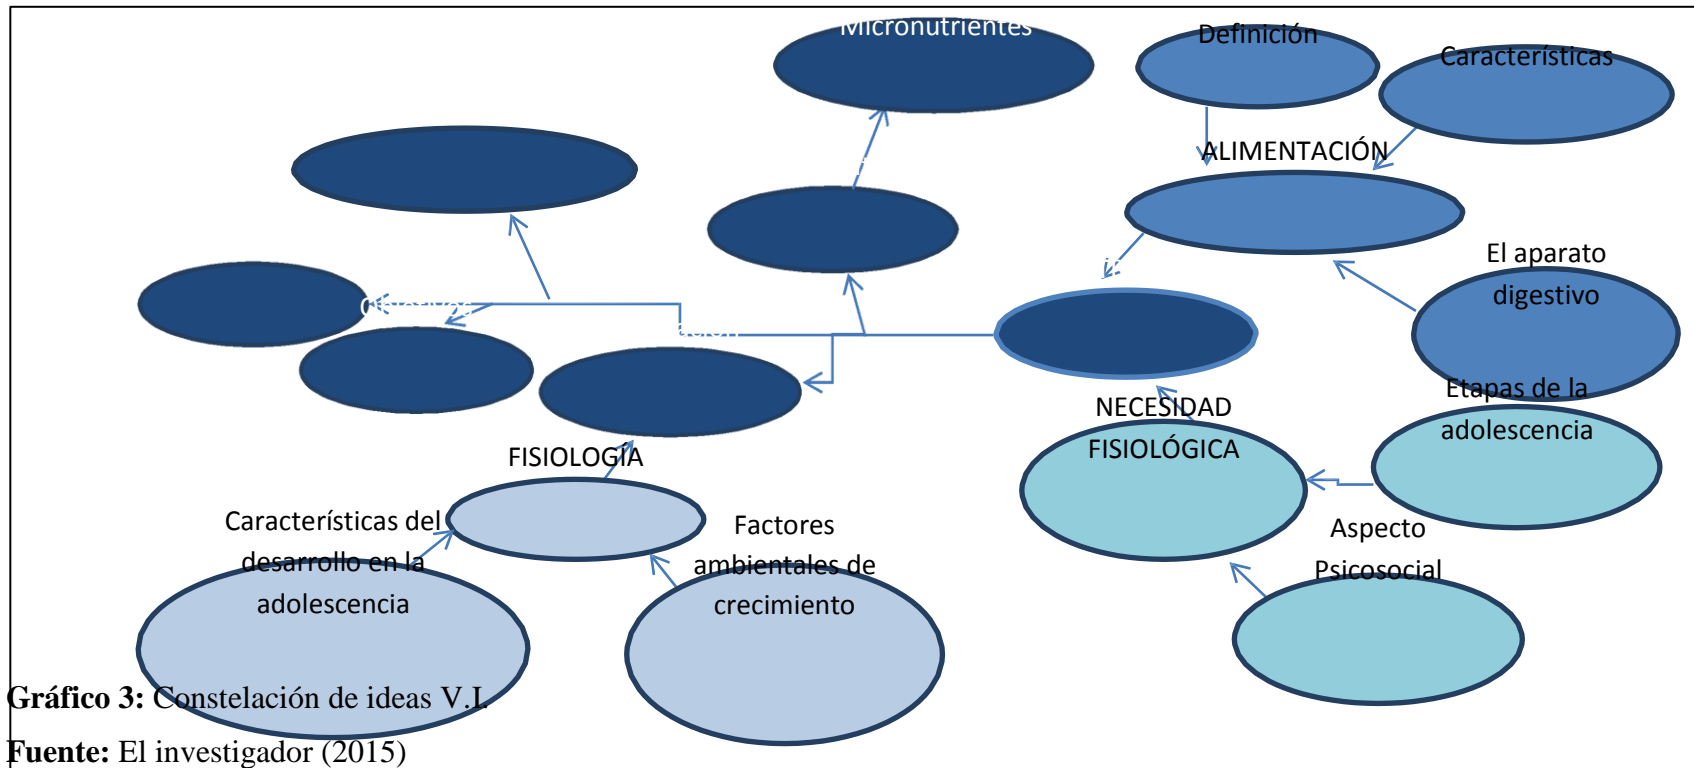 Micronutrientes
Definición
Características
ALIMENTACIÓN
El aparato
digestivo
Objetivos
NECESIDAD
FISIOLÓGICA
Etapas de la
adolescencia
FISIOLOGÍA
Características del
desarrollo en la
adolescencia
Factores
ambientales de
crecimiento
Aspecto
Psicosocial
Gráfico 3: Constelación de ideas V.I.
Fuente: El investigador (2015)